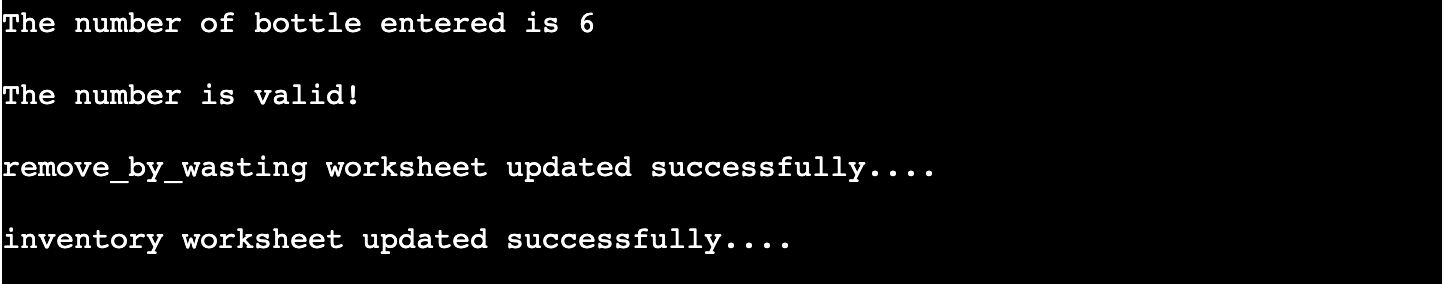 The number of bottle entered is 6
The number is valid!
remove_by_wasting worksheet updated successfully....
inventory worksheet updated successfully....